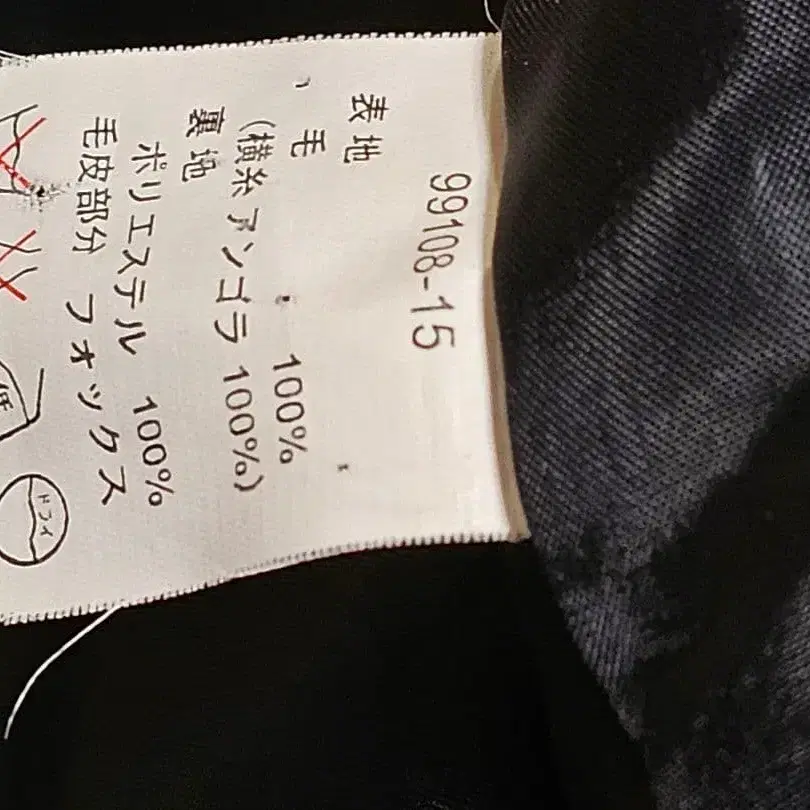 99108-15
表地
毛 100%
(横糸 アンゴラ 100%)
裏地
ポリエステル 100%
毛皮部分 フォックス
低
ドライ